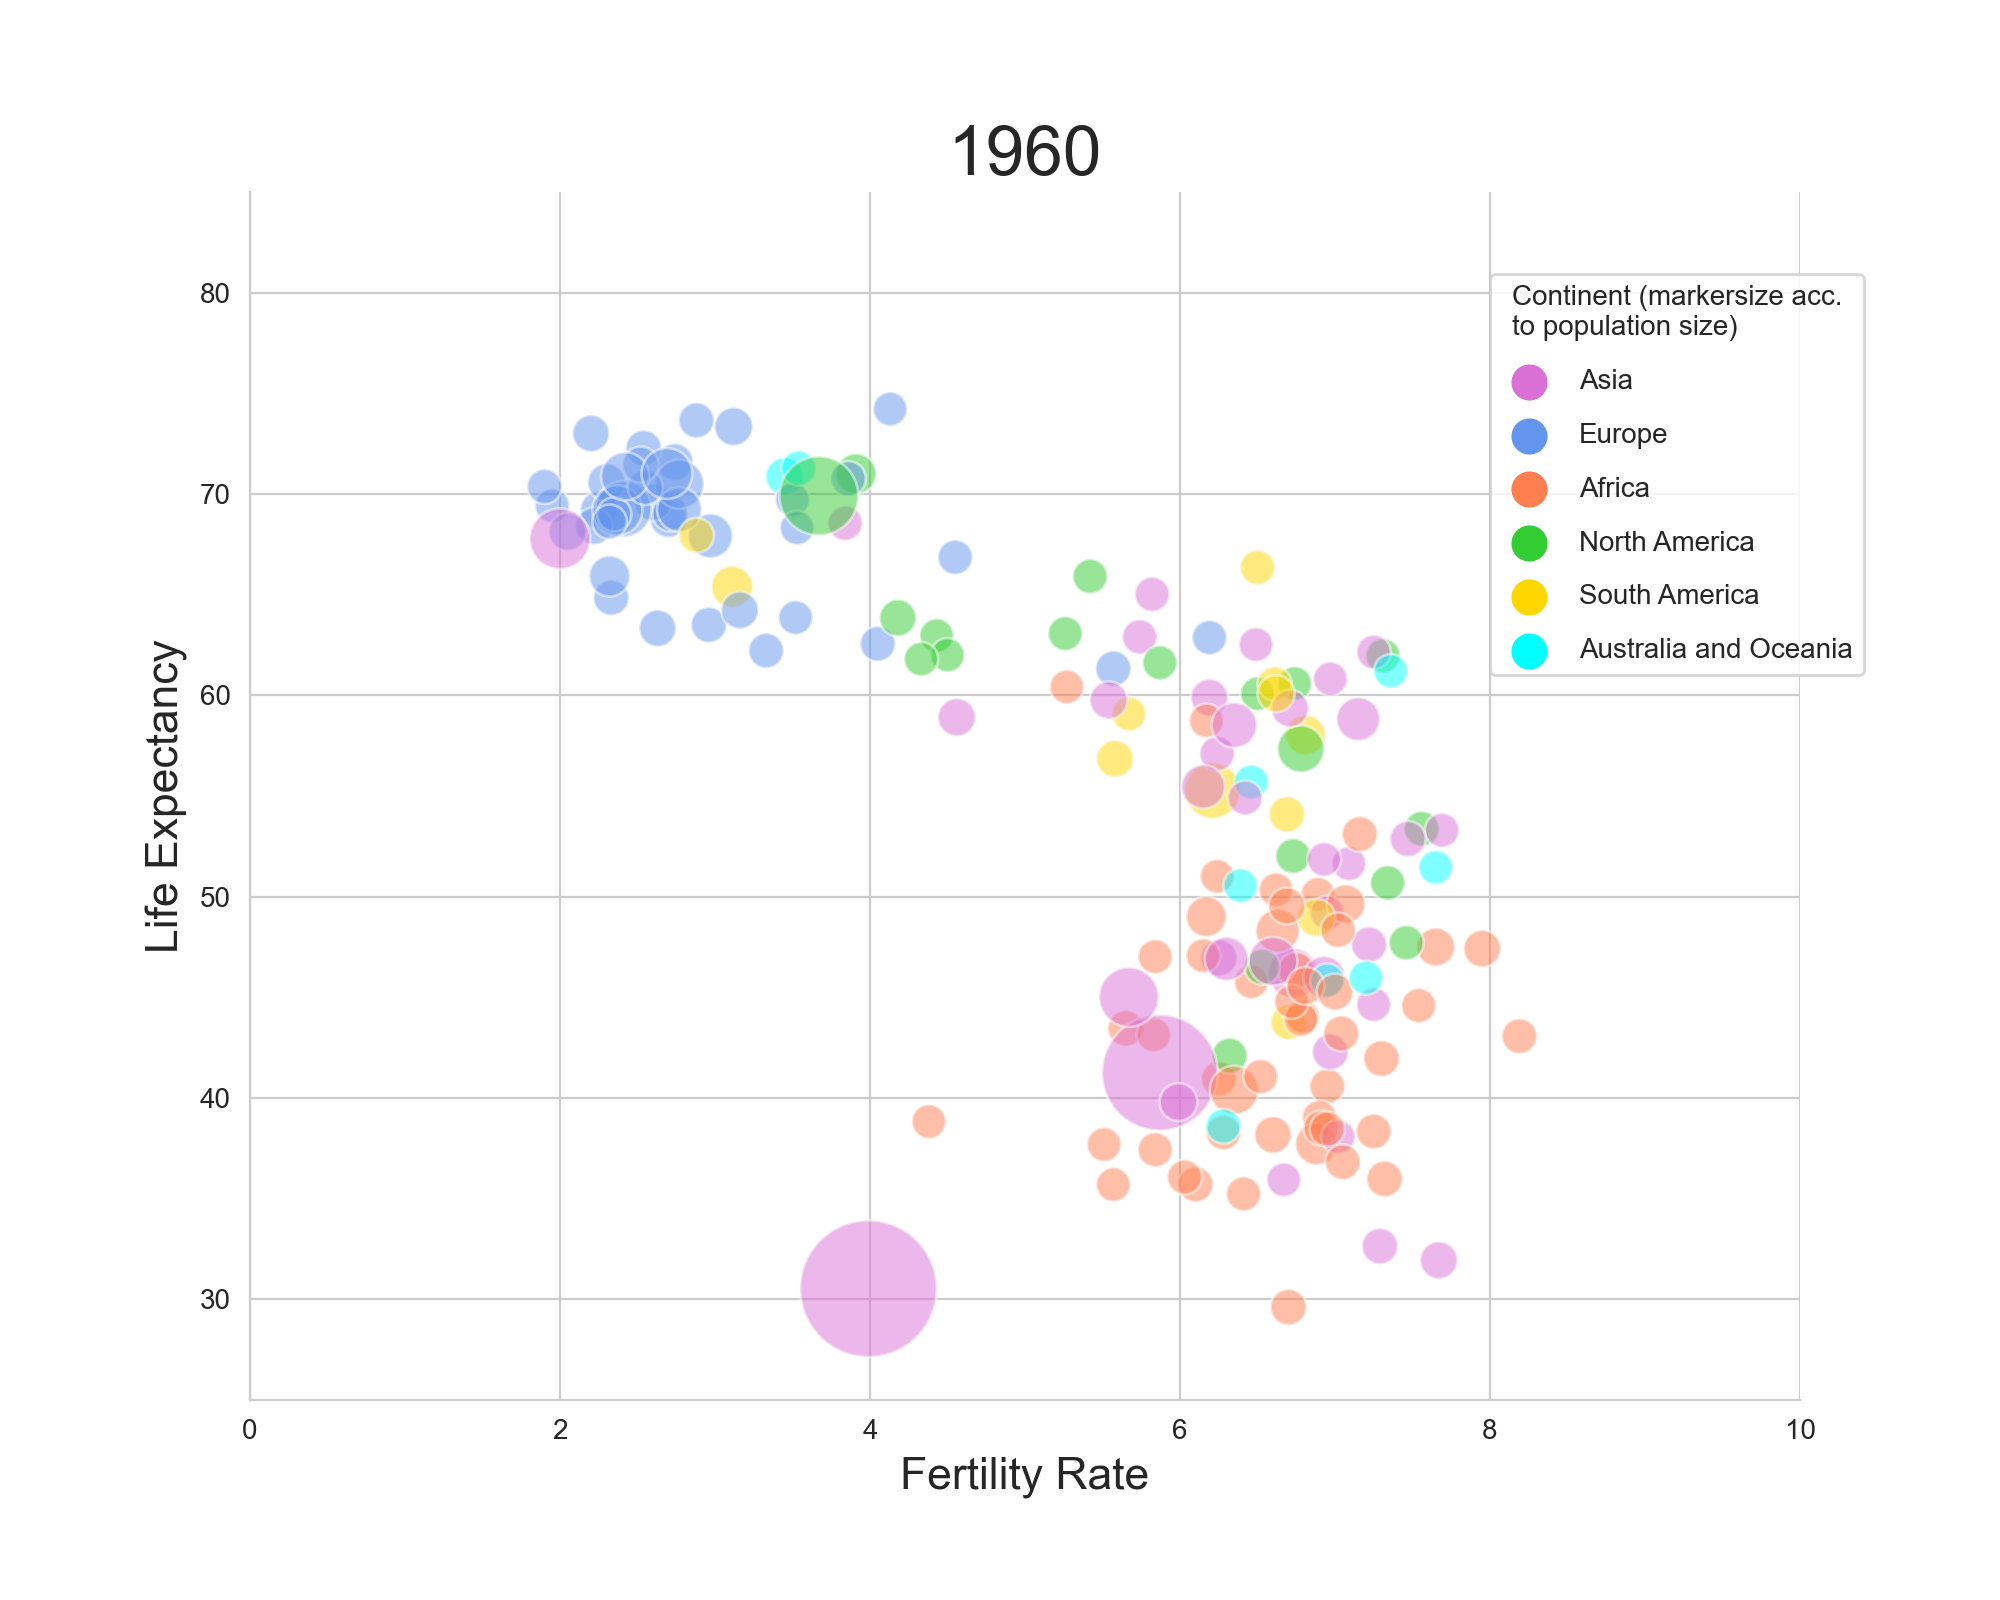 1960
Life Expectancy
80
70
60
50
40
30
Continent (markersize acc.
to population size)
Asia
Europe
Africa
North America
South America
Australia and Oceania
0 2 4 6 8 10
Fertility Rate